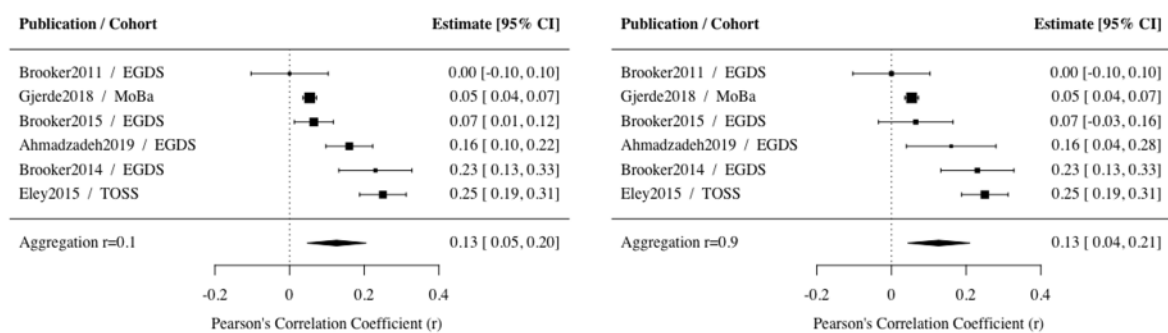 Publication / Cohort Estimate [95% CI]
Brooker2011 / EGDS 0.00 [-0.10, 0.10]
Gjerde2018 / MoBa 0.05 [ 0.04, 0.07]
Brooker2015 / EGDS 0.07 [ 0.01, 0.12]
Ahmadzadeh2019 / EGDS 0.16 [ 0.10, 0.22]
Brooker2014 / EGDS 0.23 [ 0.13, 0.33]
Eley2015 / TOSS 0.25 [ 0.19, 0.31]
Aggregation r=0.1 0.13 [ 0.05, 0.20]
-0.2 0 0.2 0.4
Pearson's Correlation Coefficient (r)
Publication / Cohort Estimate [95% CI]
Brooker2011 / EGDS 0.00 [-0.10, 0.10]
Gjerde2018 / MoBa 0.05 [ 0.04, 0.07]
Brooker2015 / EGDS 0.07 [-0.03, 0.16]
Ahmadzadeh2019 / EGDS 0.16 [ 0.04, 0.28]
Brooker2014 / EGDS 0.23 [ 0.13, 0.33]
Eley2015 / TOSS 0.25 [ 0.19, 0.31]
Aggregation r=0.9 0.13 [ 0.04, 0.21]
-0.2 0 0.2 0.4
Pearson's Correlation Coefficient (r)